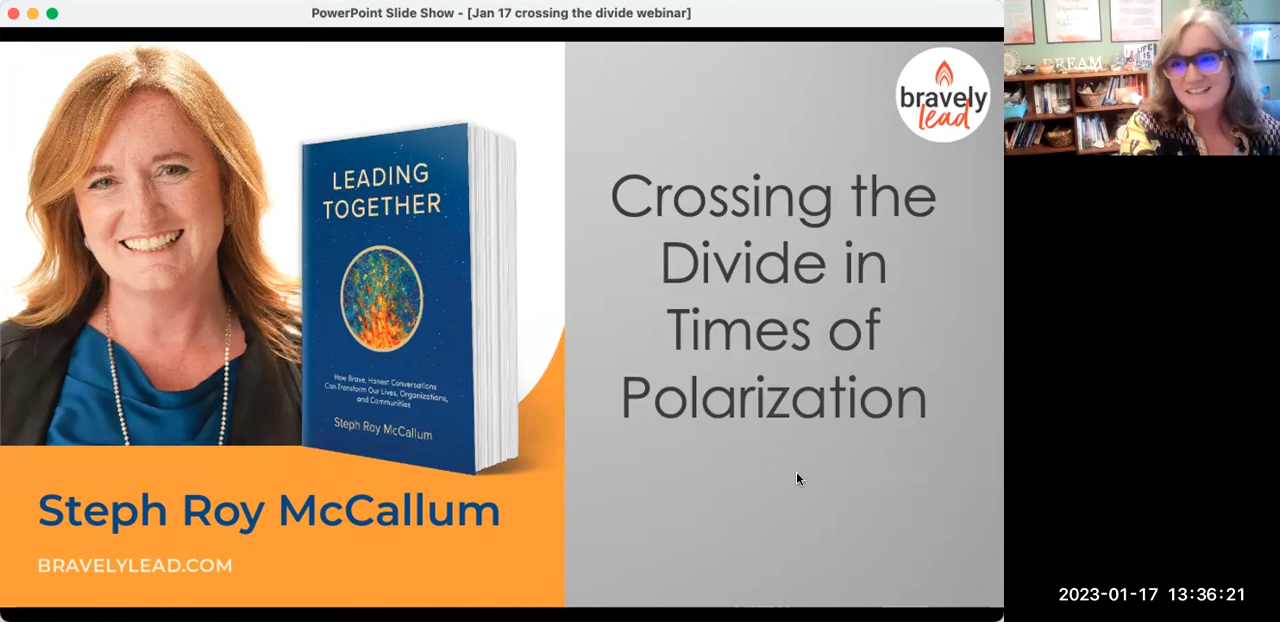 PowerPoint Slide Show - [Jan 17 crossing the divide webinar]
LEADING
TOGETHER
How Brave, Honest Conversations
Can Transform Our Lives, Organizations,
and Communities
Steph Roy McCallum
Steph Roy McCallum
BRAVELYLEAD.COM
bravely
lead
Crossing the
Divide in
Times of
Polarization
DREAM
2023-01-17 13:36:21